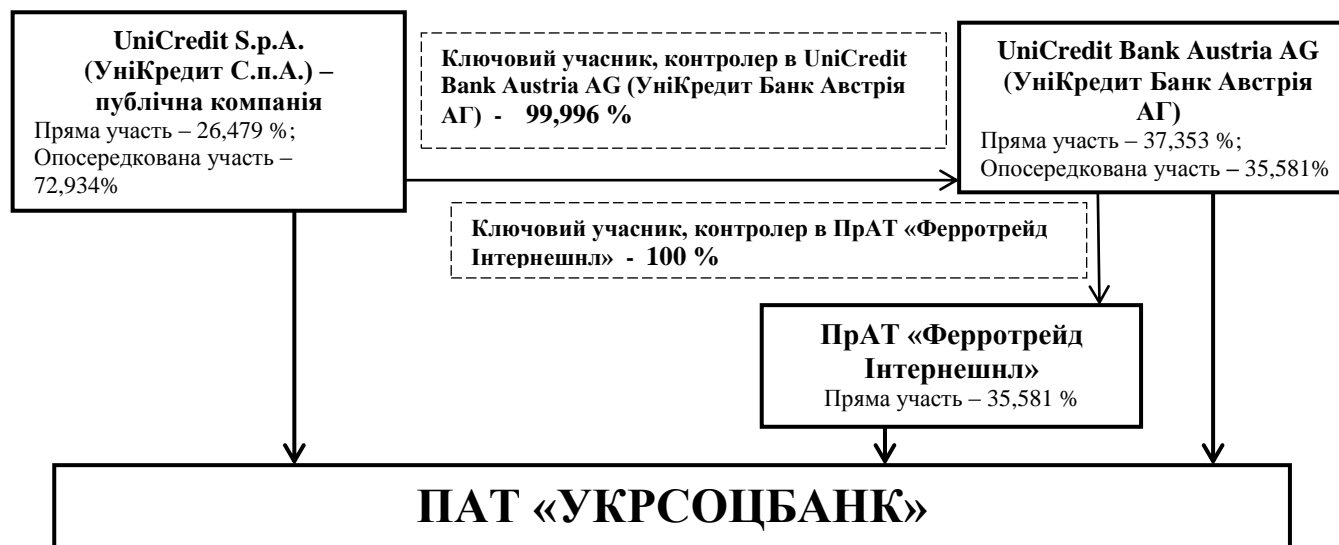 UniCredit S.p.A.
(УніКредит С.п.А.) –
публічна компанія
Пряма участь – 26,479 %;
Опосередкована участь –
72,934%
Ключовий учасник, контролер в UniCredit
Bank Austria AG (УніКредит Банк Австрія
АГ) - 99,996 %
UniCredit Bank Austria AG
(УніКредит Банк Австрія
АГ)
Пряма участь – 37,353 %;
Опосередкована участь – 35,581%
Ключовий учасник, контролер в ПрАТ «Ферротрейд
Інтернешнл» - 100 %
ПрАТ «Ферротрейд
Інтернешнл»
Пряма участь – 35,581 %
ПАТ «УКРСОЦБАНК»